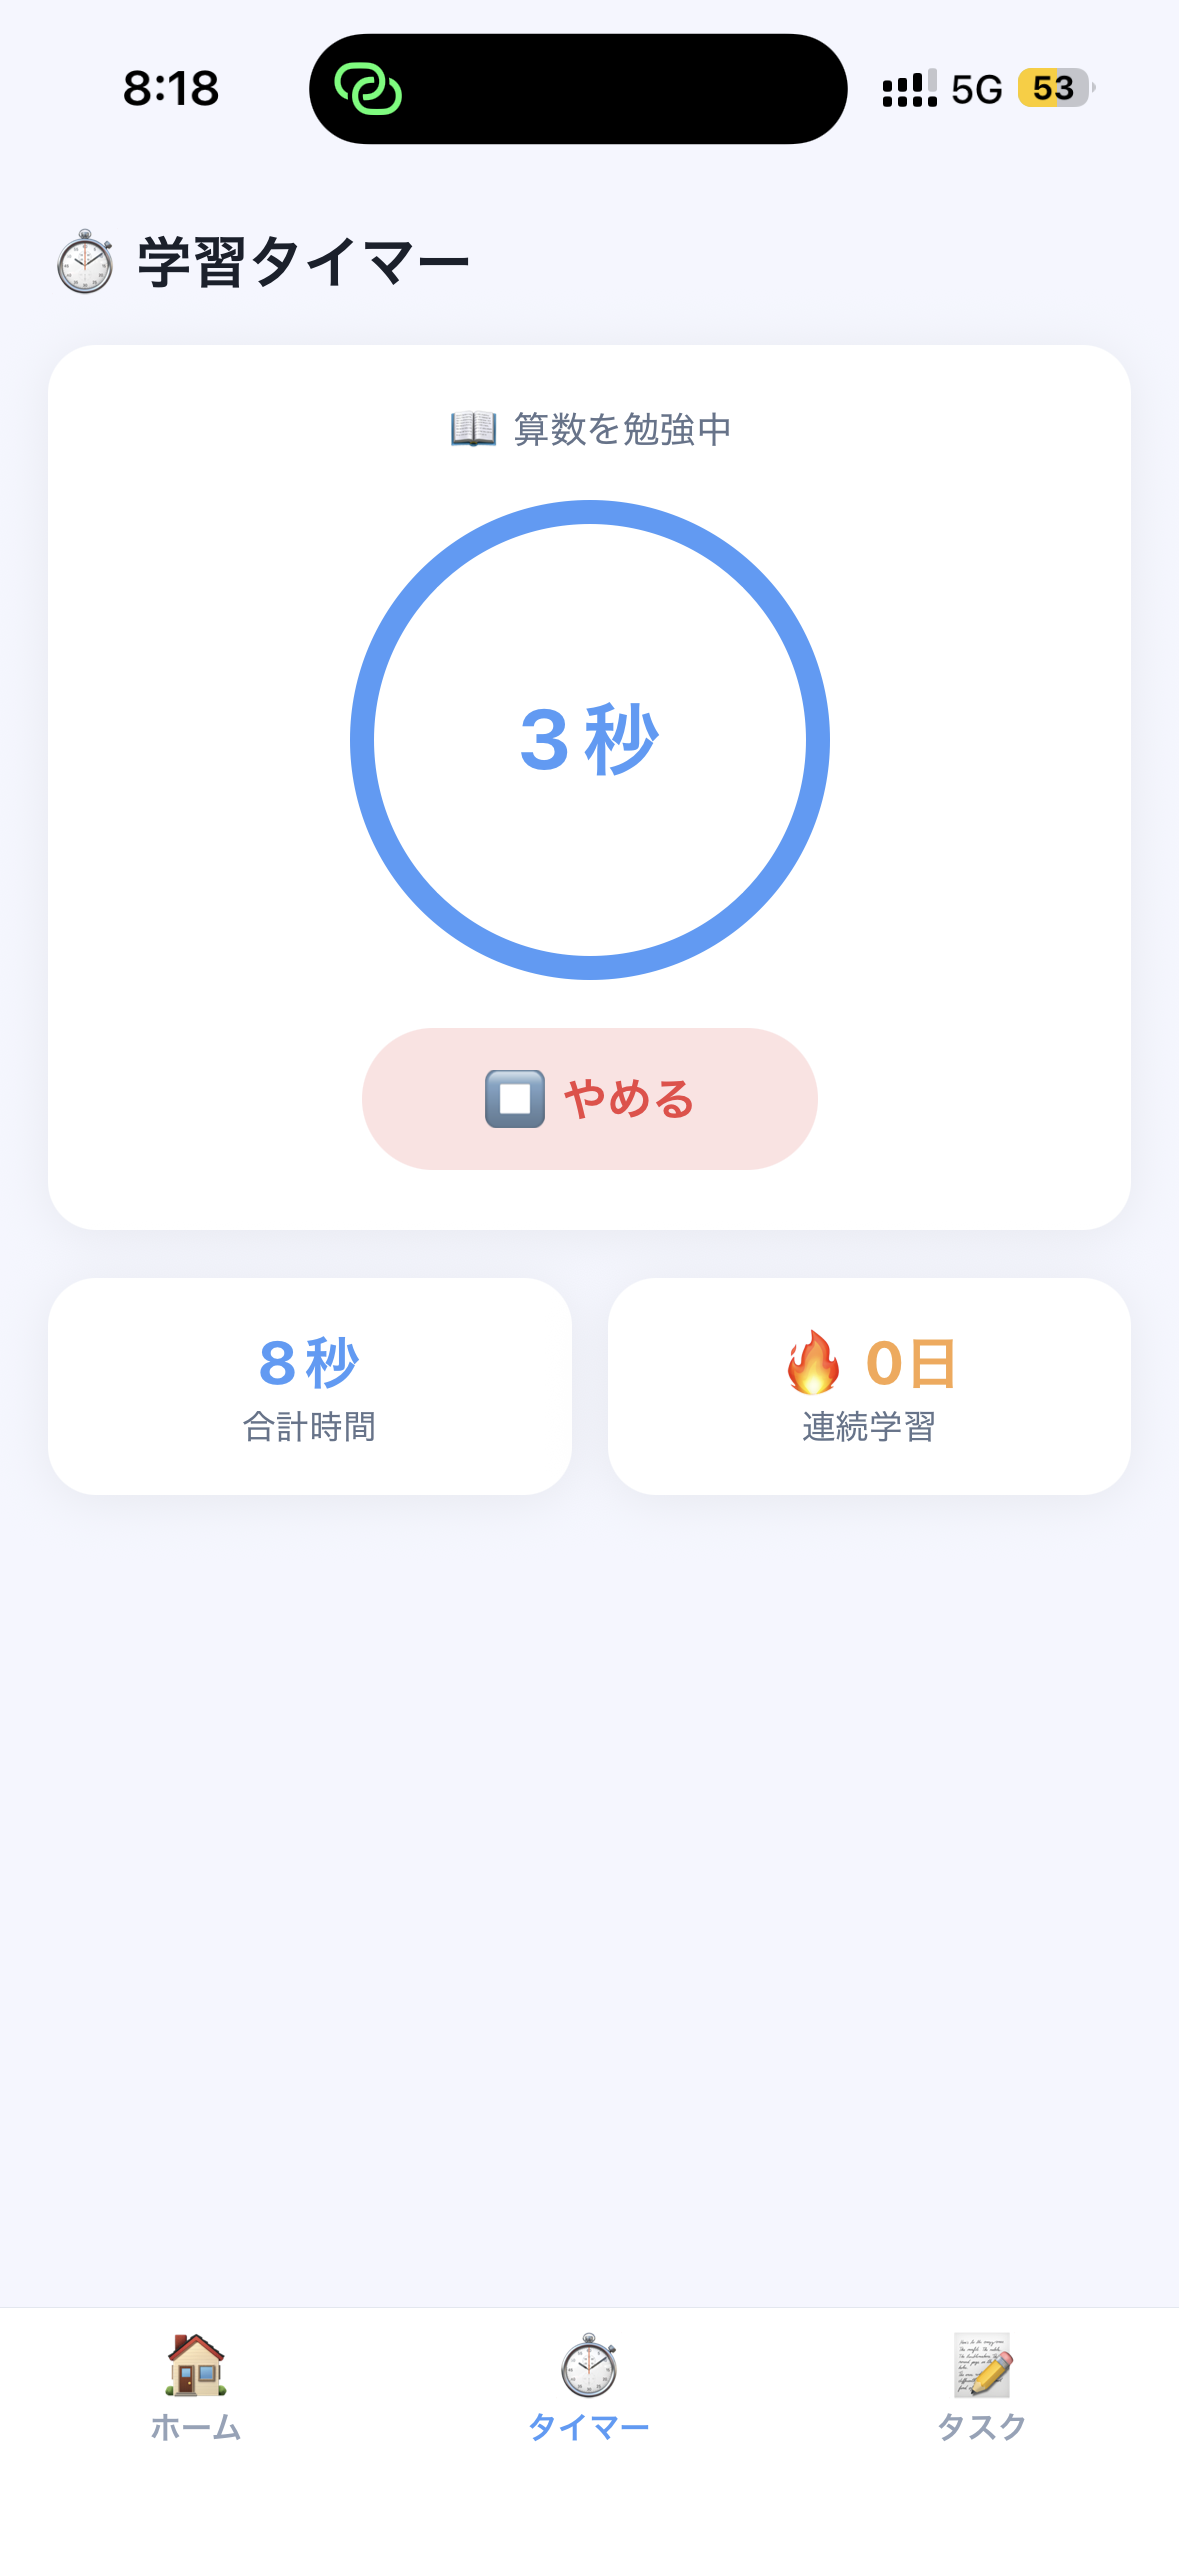 8:18
5G 53
学習タイマー
算数を勉強中
3秒
やめる
8秒
合計時間
0日
連続学習
ホーム
タイマー
タスク